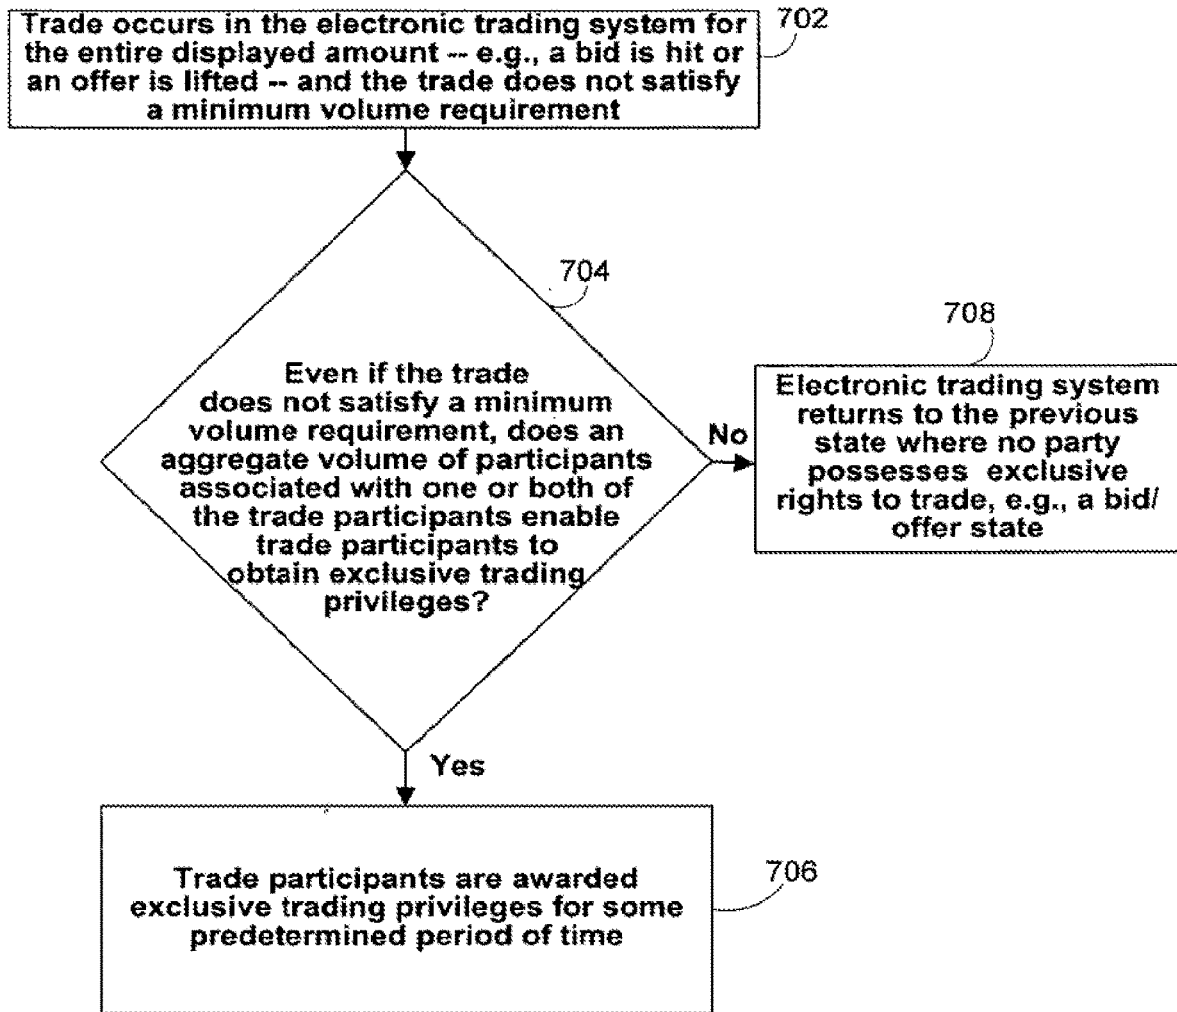 Trade occurs in the electronic trading system for
the entire displayed amount -- e.g., a bid is hit or
an offer is lifted -- and the trade does not satisfy
a minimum volume requirement
702
704
Even if the trade
does not satisfy a minimum
volume requirement, does an
aggregate volume of participants
associated with one or both of
the trade participants enable
trade participants to
obtain exclusive trading
privileges?
No
708
Electronic trading system
returns to the previous
state where no party
possesses exclusive
rights to trade, e.g., a bid/
offer state
Yes
Trade participants are awarded
exclusive trading privileges for some
predetermined period of time
706